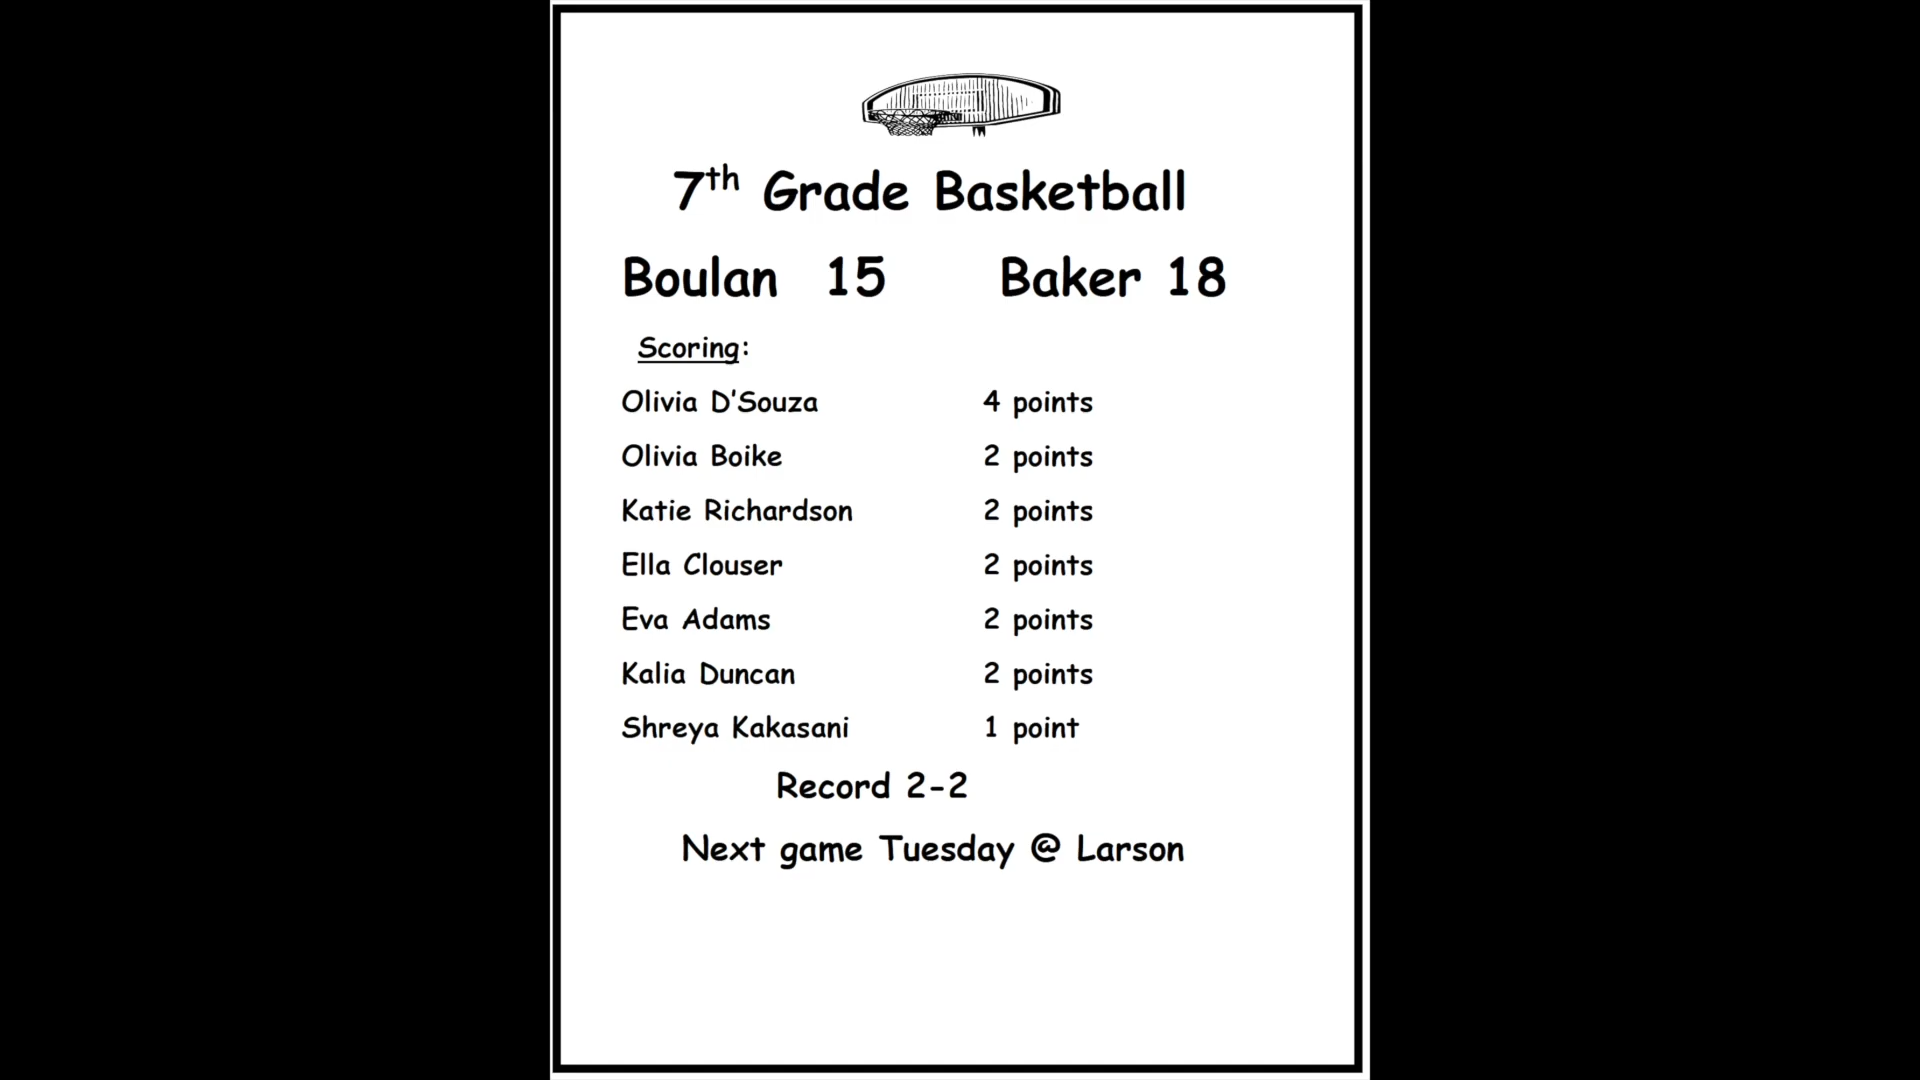 7th Grade Basketball
Boulan 15 Baker 18
Scoring:
Olivia D'Souza 4 points
Olivia Boike 2 points
Katie Richardson 2 points
Ella Clouser 2 points
Eva Adams 2 points
Kalia Duncan 2 points
Shreya Kakasani 1 point
Record 2-2
Next game Tuesday @ Larson